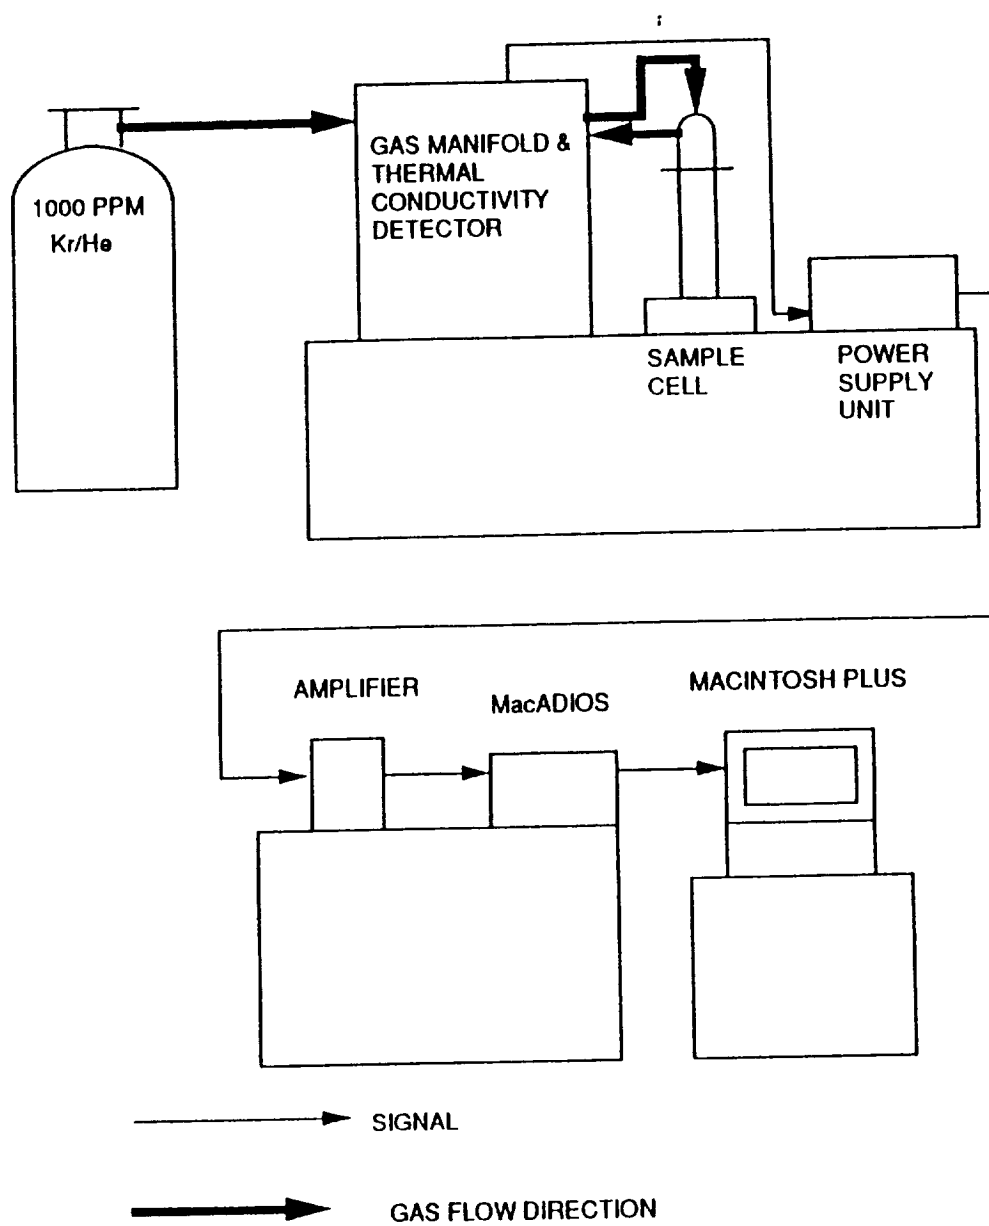 1000 PPM
Kr/He
GAS MANIFOLD &
THERMAL
CONDUCTIVITY
DETECTOR
SAMPLE
CELL
POWER
SUPPLY
UNIT
AMPLIFIER
MacADIOS
MACINTOSH PLUS
SIGNAL
GAS FLOW DIRECTION